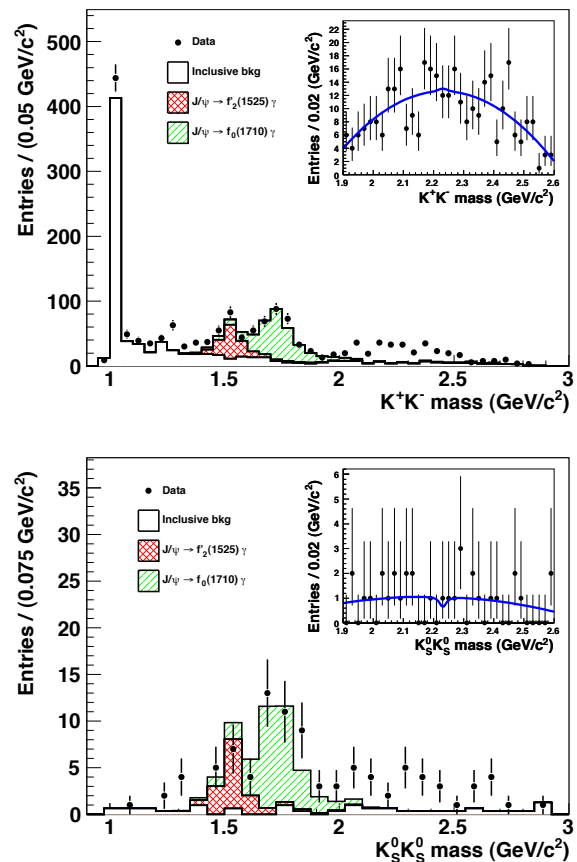 Entries / (0.05 GeV/c²)
500
400
300
200
100
0
Data
Inclusive bkg
J/ψ→ f'₂(1525) γ
J/ψ→ f₀(1710) γ
Entries / 0.02 (GeV/c²)
22
20
18
16
14
12
10
8
6
4
2
0
1.9 2 2.1 2.2 2.3 2.4 2.5 2.6
K⁺K⁻ mass (GeV/c²)
1 1.5 2 2.5 3
K⁺K⁻ mass (GeV/c²)
Entries / (0.075 GeV/c²)
35
30
25
20
15
10
5
0
Data
Inclusive bkg
J/ψ→ f'₂(1525) γ
J/ψ→ f₀(1710) γ
Entries / 0.02 (GeV/c²)
6
5
4
3
2
1
0
1.9 2 2.1 2.2 2.3 2.4 2.5 2.6
K⁰SK⁰S mass (GeV/c²)
1 1.5 2 2.5 3
K⁰SK⁰S mass (GeV/c²)